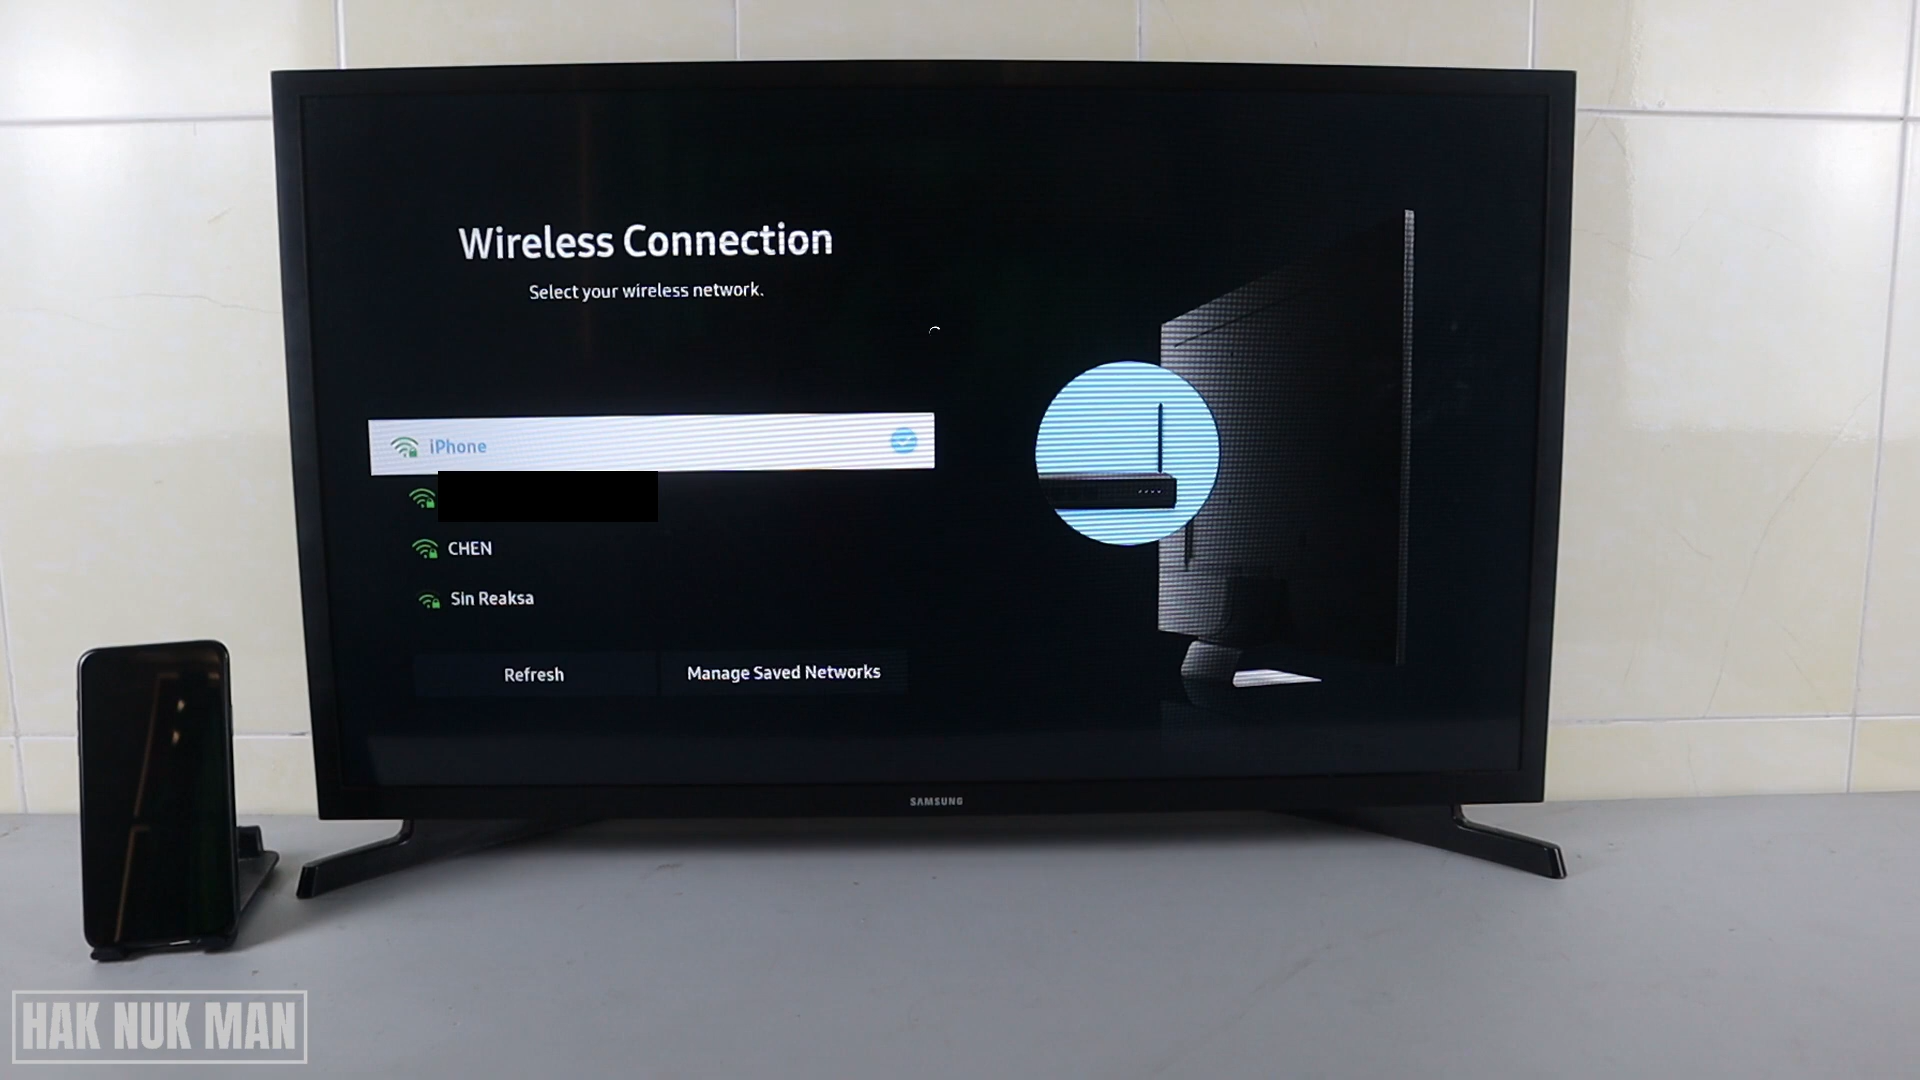 Wireless Connection
Select your wireless network.
iPhone
CHEN
Sin Reaksa
Refresh
Manage Saved Networks
SAMSUNG
HAK NUK MAN